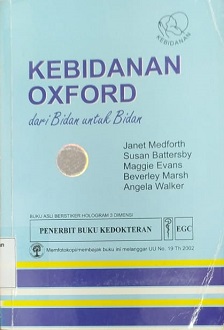 KEBIDANAN
KEBIDANAN
OXFORD
dari Bidan untuk Bidan
Janet Medforth
Susan Battersby
Maggie Evans
Beverley Marsh
Angela Walker
BUKU ASLI BERSTIKER HOLOGRAM 3 DIMENSI
PENERBIT BUKU KEDOKTERAN EGC
Memfotokopi/membajak buku ini melanggar UU No. 19 Th 2002